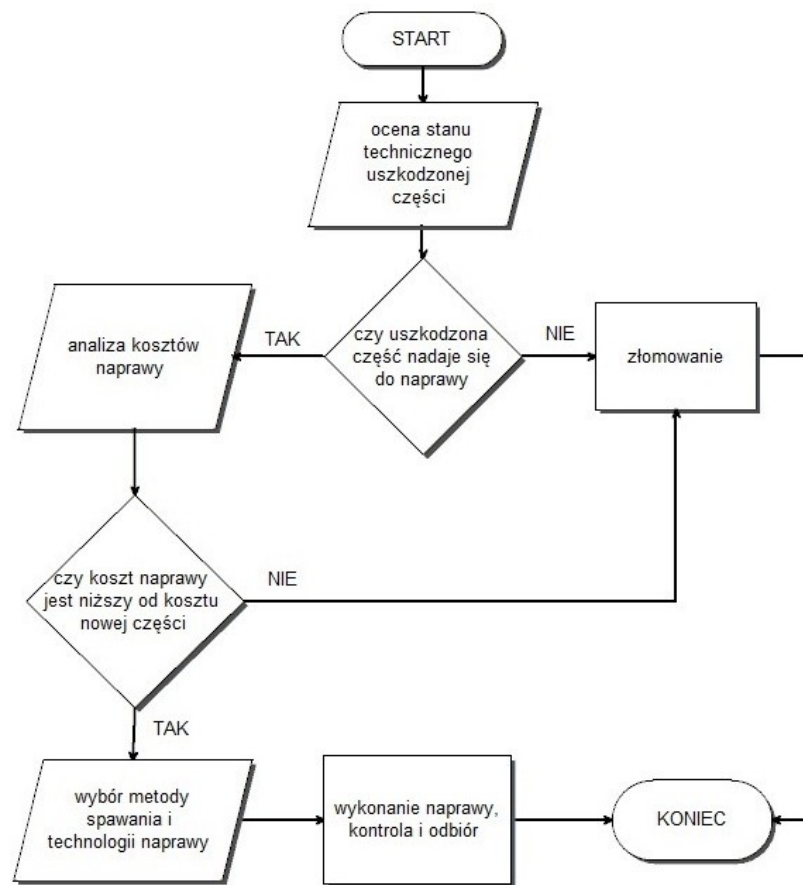 START
ocena stanu
technicznego
uszkodzonej
części
czy uszkodzona
część nadaje się
do naprawy
TAK
NIE
analiza kosztów
naprawy
złomowanie
czy koszt naprawy
jest niższy od kosztu
nowej części
NIE
TAK
wybór metody
spawania i
technologii naprawy
wykonanie naprawy,
kontrola i odbiór
KONIEC